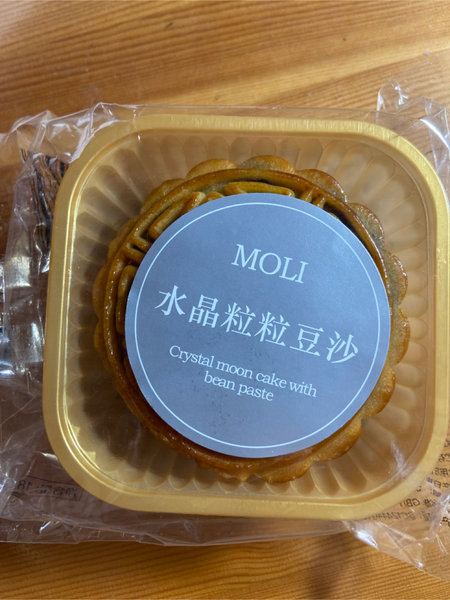 MOLI
水晶粒粒豆沙
Crystal moon cake with
bean paste